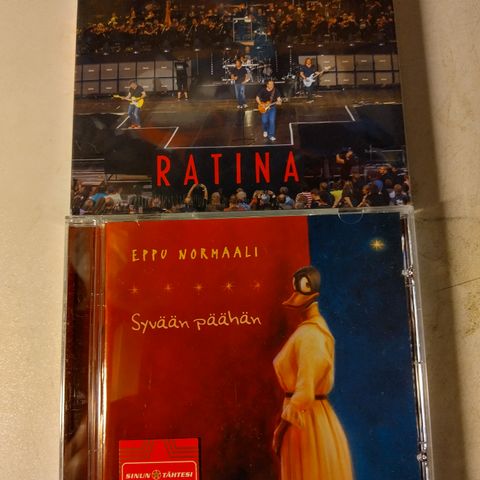 RATINA
EPPU NORMAALI
Syvään päähän
SINUN TÄHTESI